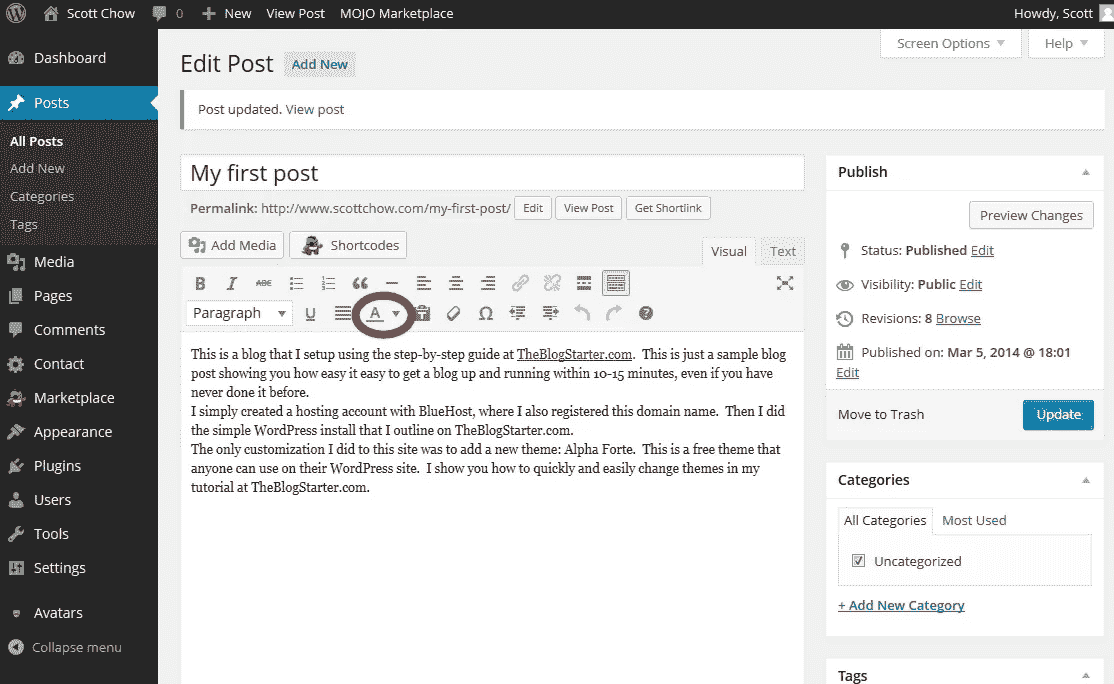 Scott Chow 0 New View Post MOJO Marketplace Howdy, Scott
Dashboard
Posts
All Posts
Add New
Categories
Tags
Media
Pages
Comments
Contact
Marketplace
Appearance
Plugins
Users
Tools
Settings
Avatars
Collapse menu
Screen Options Help
Edit Post Add New
Post updated. View post
My first post
Permalink: http://www.scottchow.com/my-first-post/ Edit View Post Get Shortlink
Add Media Shortcodes
Visual Text
B I ABC
Paragraph U A
This is a blog that I setup using the step-by-step guide at TheBlogStarter.com. This is just a sample blog
post showing you how easy it easy to get a blog up and running within 10-15 minutes, even if you have
never done it before.
I simply created a hosting account with BlueHost, where I also registered this domain name. Then I did
the simple WordPress install that I outline on TheBlogStarter.com.
The only customization I did to this site was to add a new theme: Alpha Forte. This is a free theme that
anyone can use on their WordPress site. I show you how to quickly and easily change themes in my
tutorial at TheBlogStarter.com.
Publish
Preview Changes
Status: Published Edit
Visibility: Public Edit
Revisions: 8 Browse
Published on: Mar 5, 2014 @ 18:01
Edit
Move to Trash Update
Categories
All Categories Most Used
Uncategorized
+ Add New Category
Tags